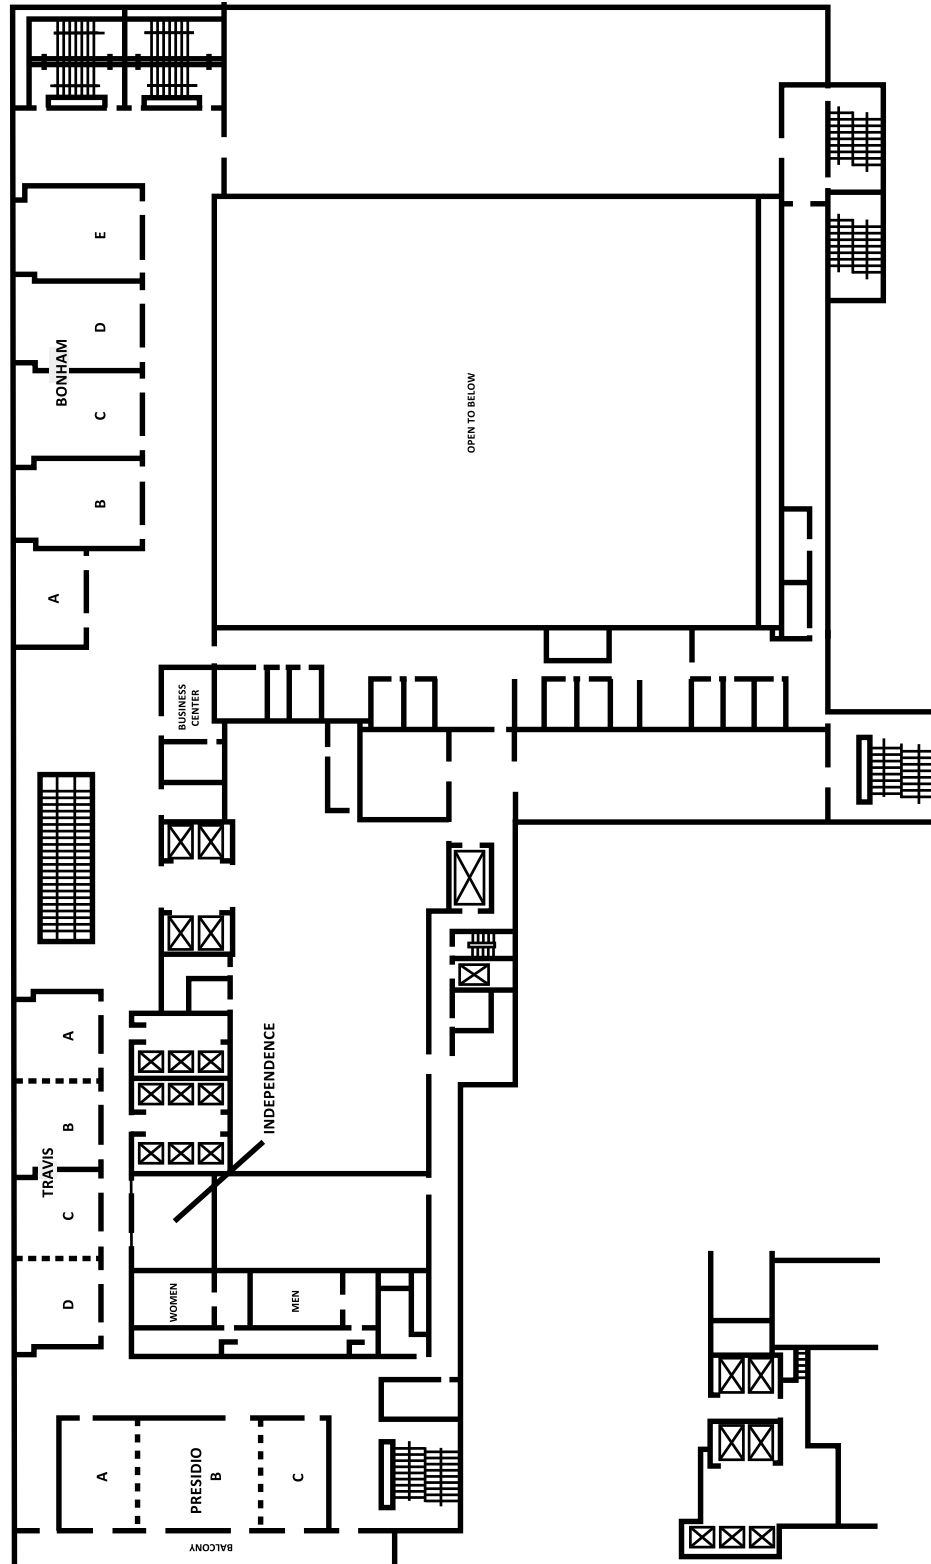 E
D
BONHAM
C
B
A
OPEN TO BELOW
BUSINESS
CENTER
A
B
TRAVIS
C
D
INDEPENDENCE
WOMEN
MEN
A
PRESIDIO
B
C
BALCONY